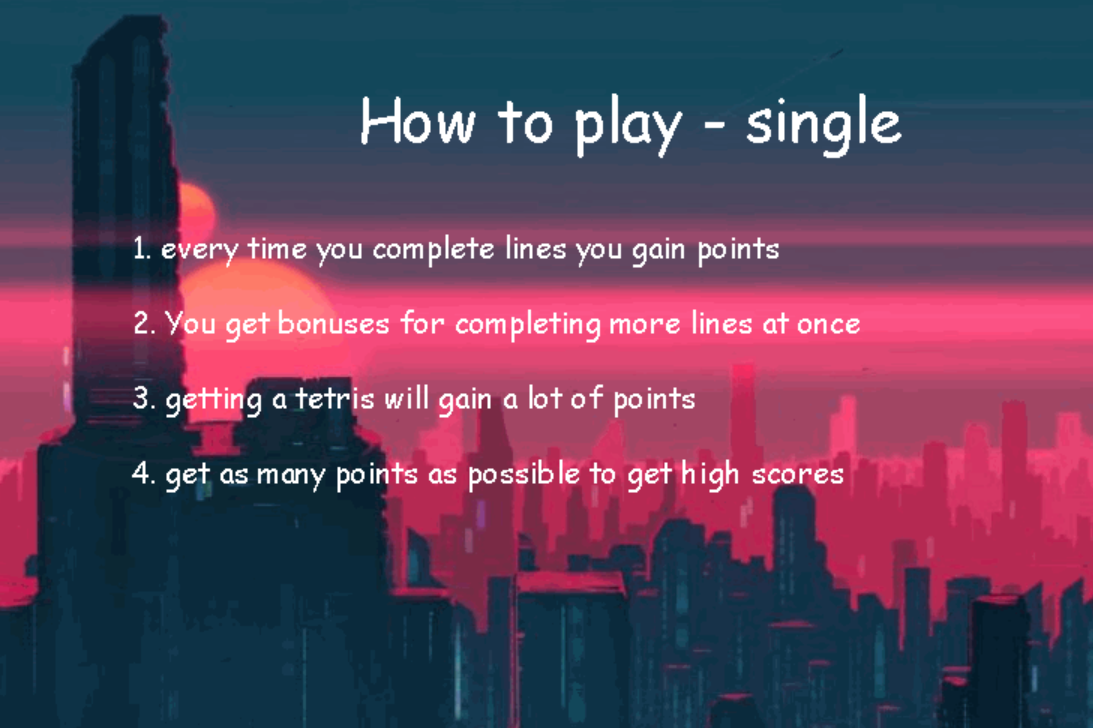 How to play - single
1. every time you complete lines you gain points
2. You get bonuses for completing more lines at once
3. getting a tetris will gain a lot of points
4. get as many points as possible to get high scores